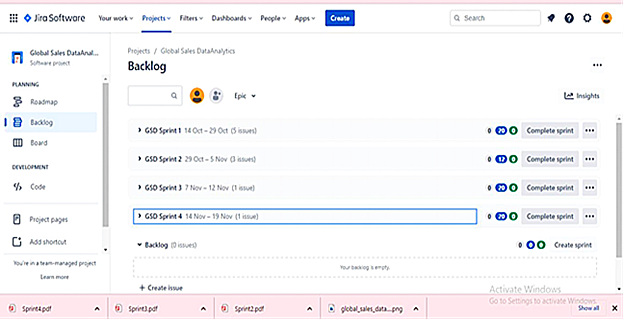 Jira Software Your work Projects Filters Dashboards People Apps Create Search
Global Sales DataAnal...
Software project
PLANNING
Roadmap
Backlog
Board
DEVELOPMENT
Code
Project pages
Add shortcut
You're in a team-managed project
Learn more
Projects / Global Sales DataAnalytics
Backlog
Epic Insights
GSD Sprint 1 14 Oct – 29 Oct (5 issues) 0 20 0 Complete sprint
GSD Sprint 2 29 Oct – 5 Nov (3 issues) 0 17 0 Complete sprint
GSD Sprint 3 7 Nov – 12 Nov (1 issue) 0 20 0 Complete sprint
GSD Sprint 4 14 Nov – 19 Nov (1 issue) 0 20 0 Complete sprint
Backlog (0 issues) 0 0 0 Create sprint
Your backlog is empty.
+ Create issue
Activate Windows
Go to Settings to activate Windows.
Sprint4.pdf Sprint3.pdf Sprint2.pdf global_sales_data....png Show all